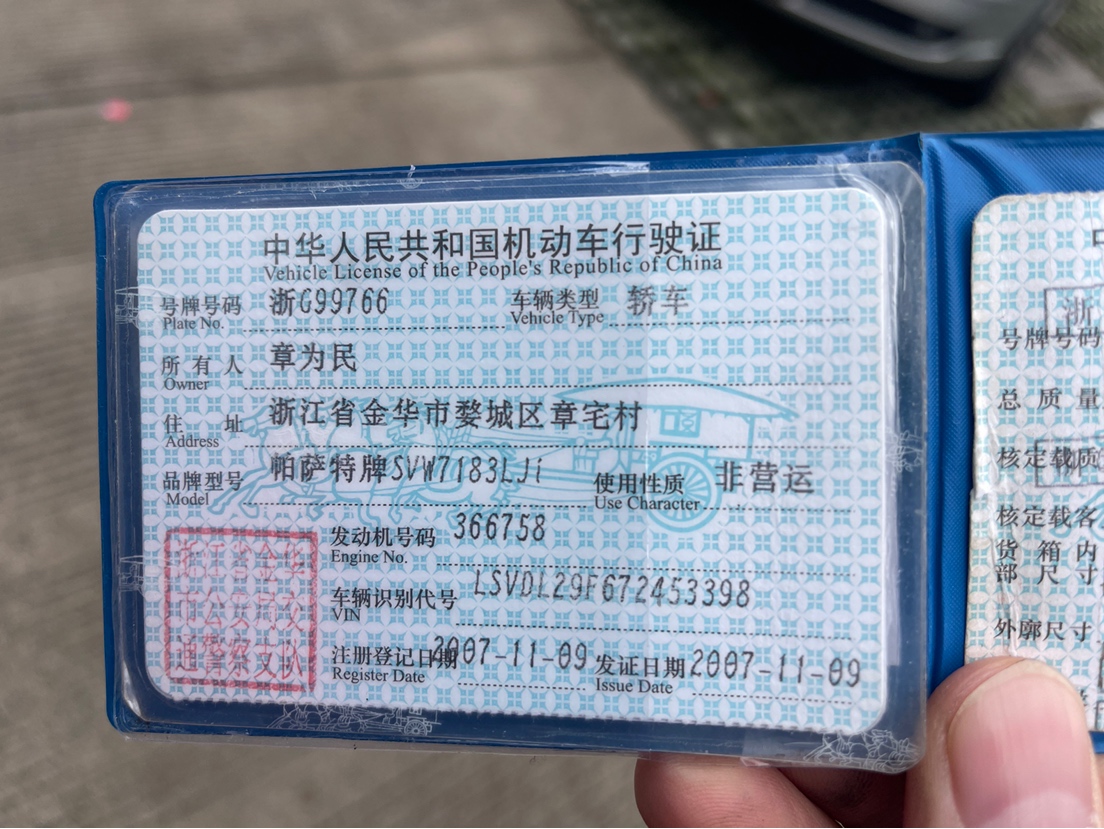 中华人民共和国机动车行驶证
Vehicle License of the People's Republic of China
号牌号码 浙G99766 车辆类型 轿车
Plate No. Vehicle Type
所有人 章为民
Owner
住址 浙江省金华市婺城区章宅村
Address
品牌型号 帕萨特牌SVW7183LJi 使用性质 非营运
Model Use Character
发动机号码 366758
Engine No.
车辆识别代号 LSVDL29F672453398
VIN
注册登记日期 2007-11-09 发证日期 2007-11-09
Register Date Issue Date
浙江省金华
市公安局交
通警察支队
浙
号牌号码
总质量
核定载质
核定载客
货箱内
部尺寸
外廓尺寸